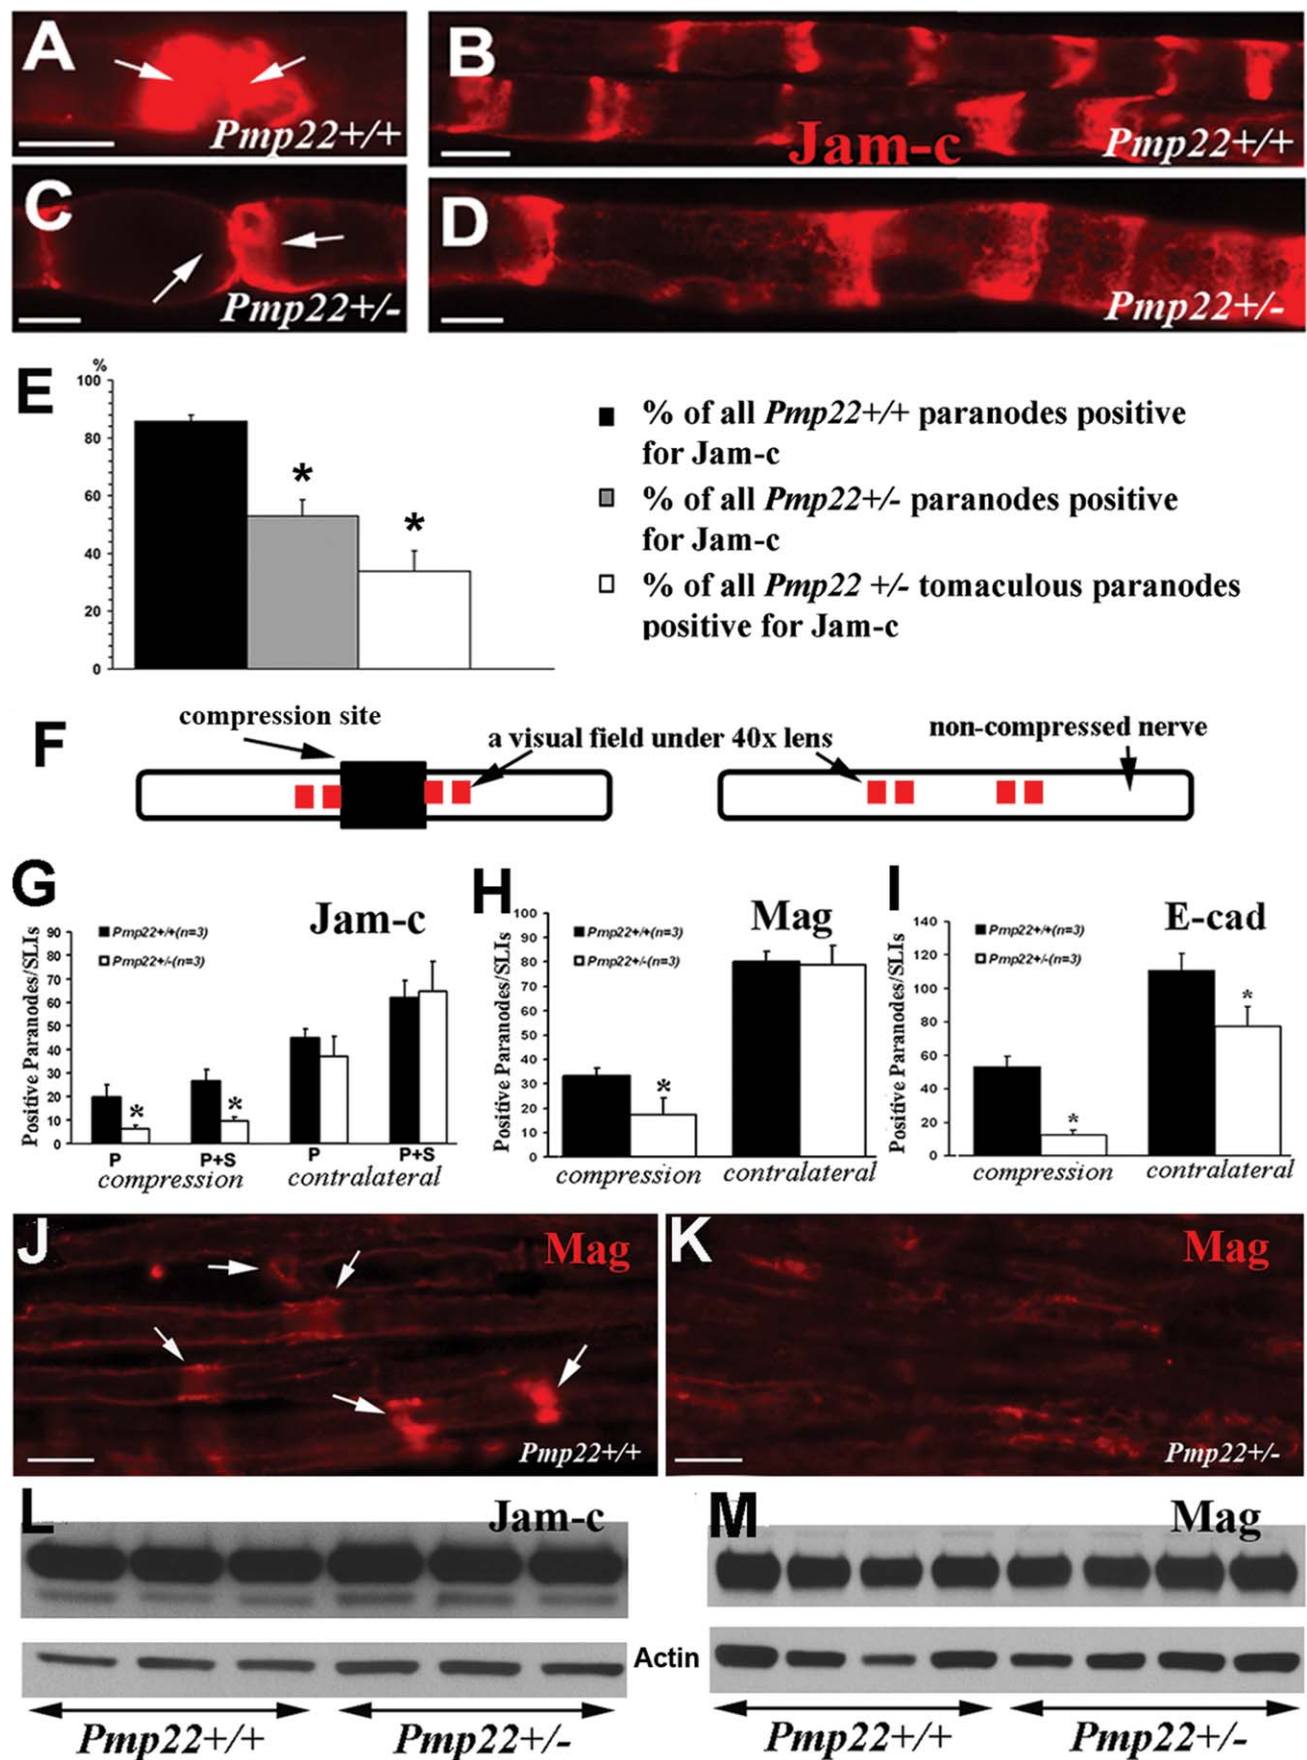 A
Pmp22+/+
B
Jam-c
Pmp22+/+
C
Pmp22+/-
D
Pmp22+/-
E
%
100
80
60
40
20
0
*
*
% of all Pmp22+/+ paranodes positive
for Jam-c
% of all Pmp22+/- paranodes positive
for Jam-c
% of all Pmp22 +/- tomaculous paranodes
positive for Jam-c
F
compression site
a visual field under 40x lens
non-compressed nerve
G
Jam-c
Positive Paranodes/SLIs
90
80
70
60
50
40
30
20
10
0
Pmp22+/+(n=3)
Pmp22+/-(n=3)
*
*
P
P+S
P
P+S
compression
contralateral
H
Mag
Positive Paranodes/SLIs
100
90
80
70
60
50
40
30
20
10
0
Pmp22+/+(n=3)
Pmp22+/-(n=3)
*
compression
contralateral
I
E-cad
Positive Paranodes/SLIs
140
120
100
80
60
40
20
0
Pmp22+/+(n=3)
Pmp22+/-(n=3)
*
*
compression
contralateral
J
Mag
Pmp22+/+
K
Mag
Pmp22+/-
L
Jam-c
M
Mag
Actin
Pmp22+/+
Pmp22+/-
Pmp22+/+
Pmp22+/-